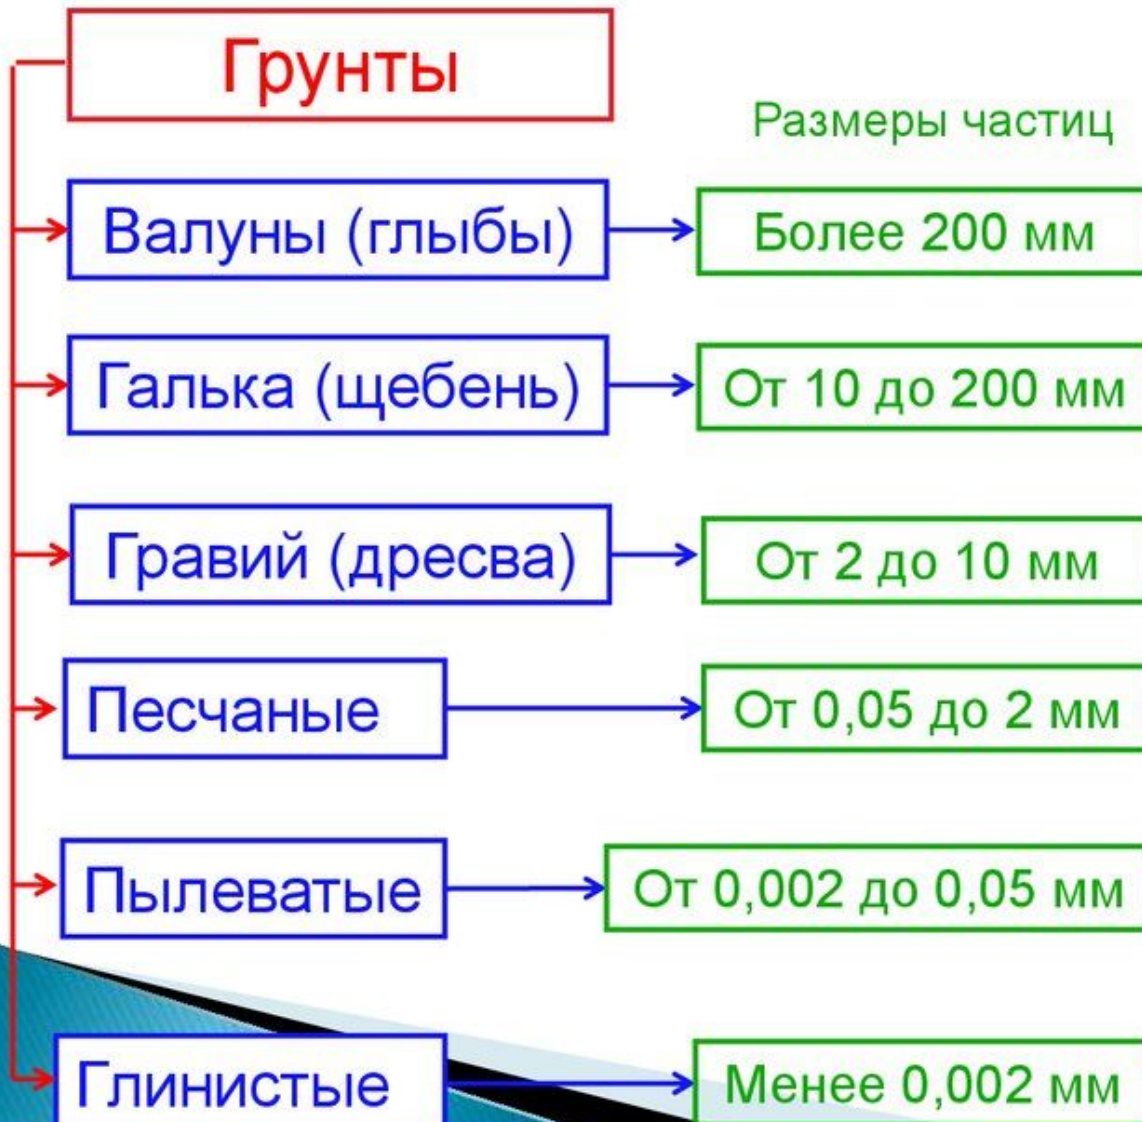 Грунты
Размеры частиц
Валуны (глыбы)
Более 200 мм
Галька (щебень)
От 10 до 200 мм
Гравий (дресва)
От 2 до 10 мм
Песчаные
От 0,05 до 2 мм
Пылеватые
От 0,002 до 0,05 мм
Глинистые
Менее 0,002 мм